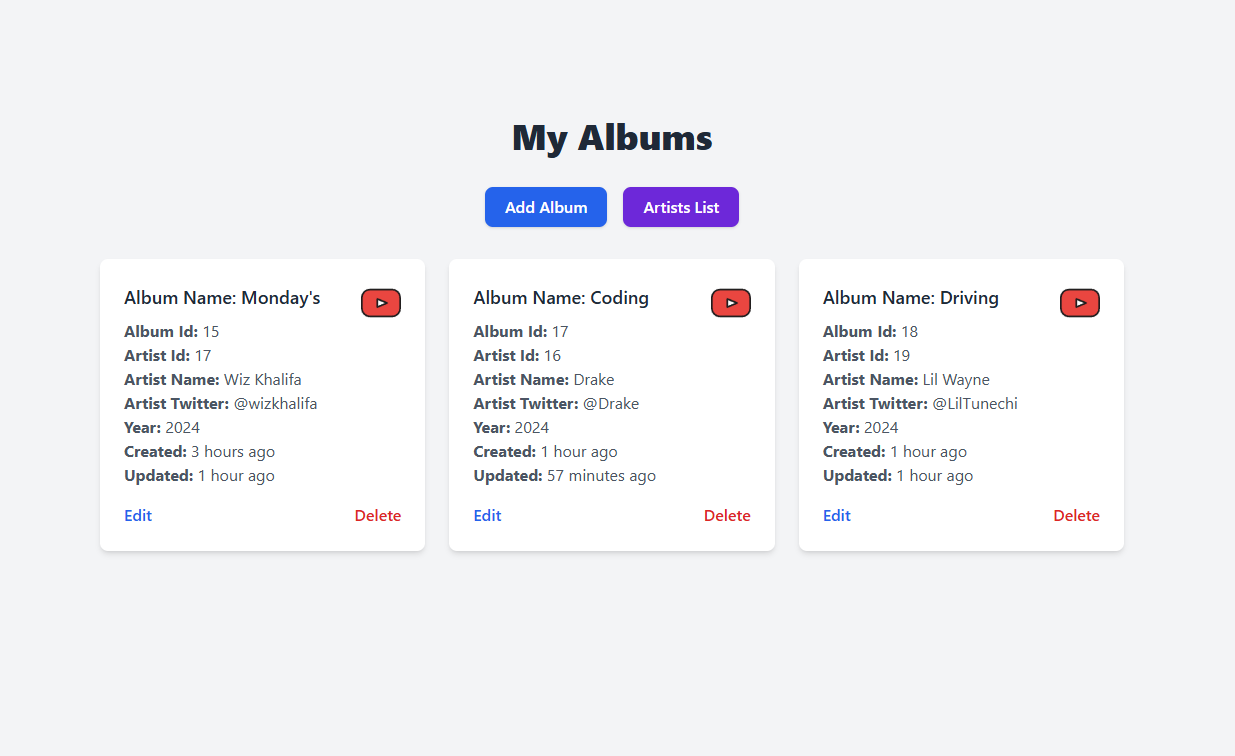 My Albums
Add Album
Artists List
Album Name: Monday's
Album Id: 15
Artist Id: 17
Artist Name: Wiz Khalifa
Artist Twitter: @wizkhalifa
Year: 2024
Created: 3 hours ago
Updated: 1 hour ago
Edit
Delete
Album Name: Coding
Album Id: 17
Artist Id: 16
Artist Name: Drake
Artist Twitter: @Drake
Year: 2024
Created: 1 hour ago
Updated: 57 minutes ago
Edit
Delete
Album Name: Driving
Album Id: 18
Artist Id: 19
Artist Name: Lil Wayne
Artist Twitter: @LilTunechi
Year: 2024
Created: 1 hour ago
Updated: 1 hour ago
Edit
Delete